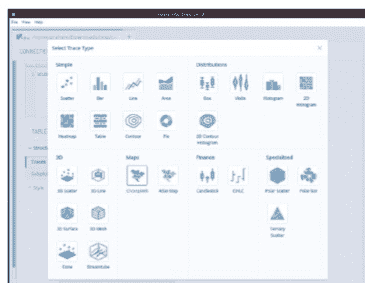 File View Help
Select Trace Type
Simple
Distributions
Scatter Bar Line Area
Box Violin Histogram 2D Histogram
Heatmap Table Contour Pie
2D Contour Histogram
3D Maps Finance Specialized
3D Scatter 3D Line Choropleth Atlas Map Candlestick OHLC Polar Scatter Polar Bar
3D Surface 3D Mesh
Ternary Scatter
Cone Streamtube